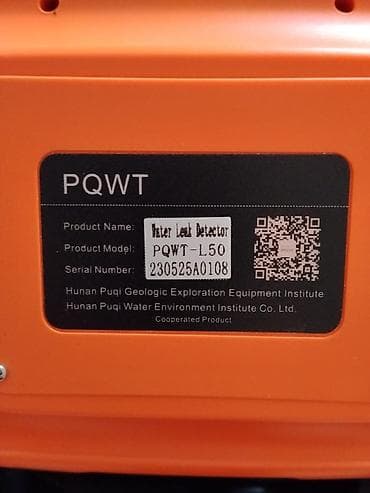 PQWT
Product Name: Water Leak Detector
Product Model: PQWT-L50
Serial Number: 230525A0108
Hunan Puqi Geologic Exploration Equipment Institute
Hunan Puqi Water Environment Institute Co. Ltd.
Cooperated Product